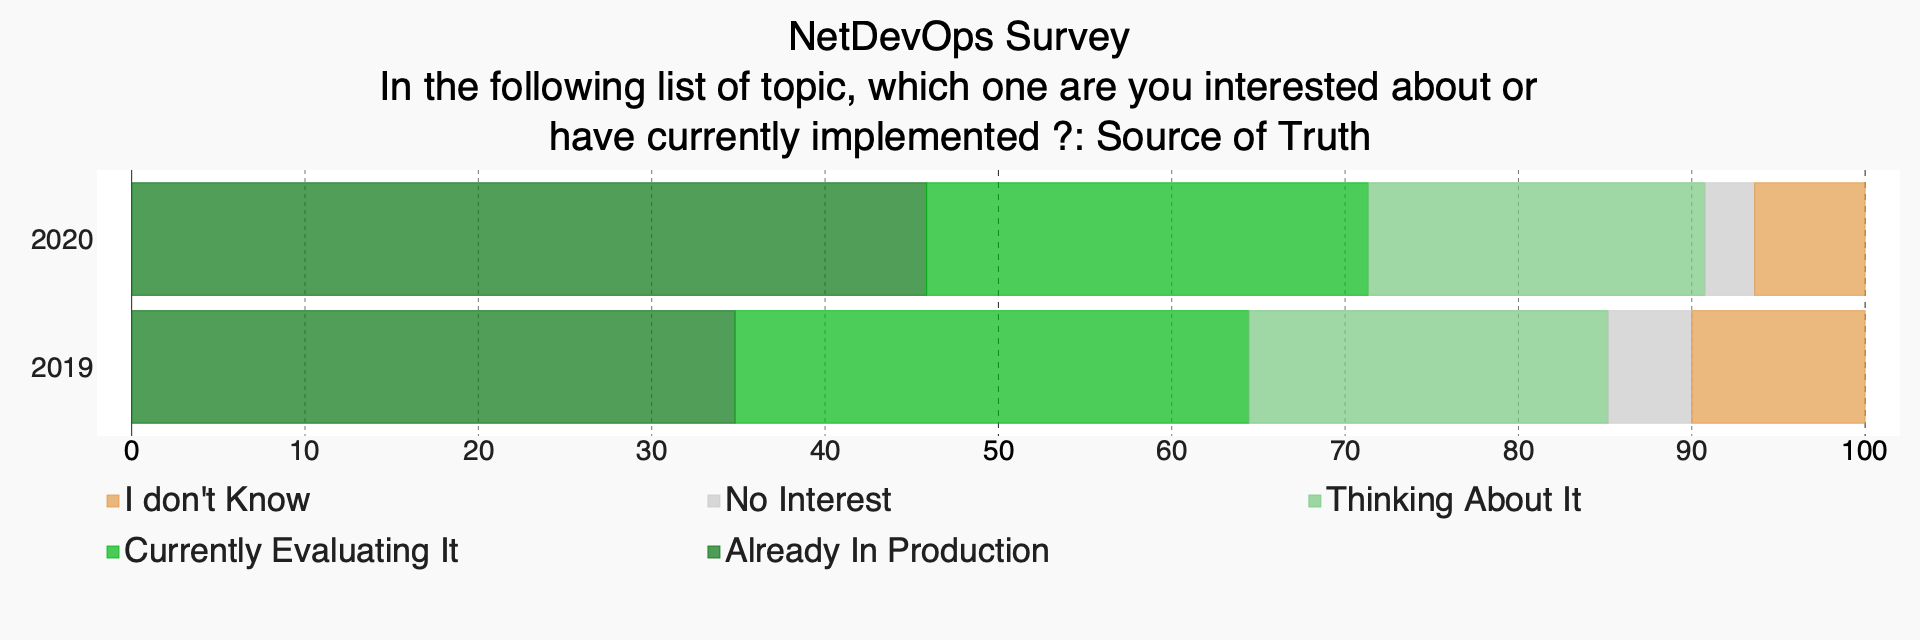 NetDevOps Survey
In the following list of topic, which one are you interested about or
have currently implemented ?: Source of Truth
2020
2019
0 10 20 30 40 50 60 70 80 90 100
I don't Know No Interest Thinking About It
Currently Evaluating It Already In Production